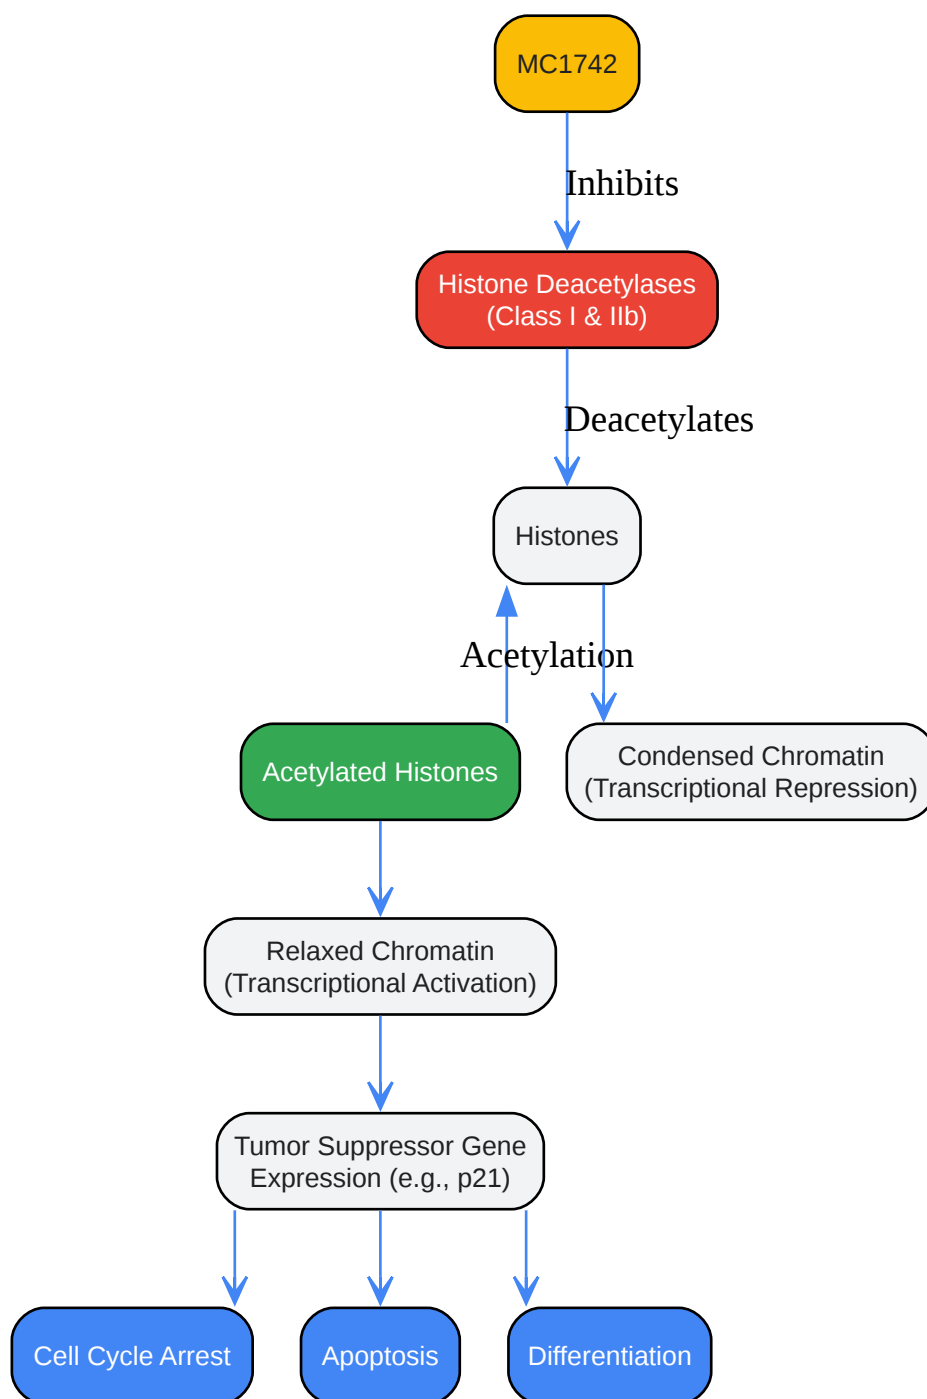 MC1742
Inhibits
Histone Deacetylases
(Class I & IIb)
Deacetylates
Histones
Acetylation
Acetylated Histones
Condensed Chromatin
(Transcriptional Repression)
Relaxed Chromatin
(Transcriptional Activation)
Tumor Suppressor Gene
Expression (e.g., p21)
Cell Cycle Arrest
Apoptosis
Differentiation